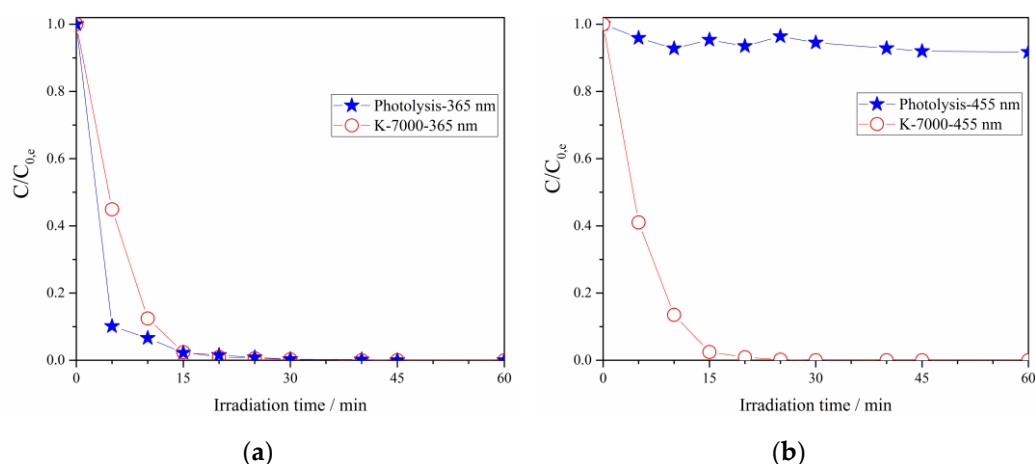 1.0
0.8
0.6
0.4
0.2
0.0
C/C0,e
Photolysis-365 nm
K-7000-365 nm
0 15 30 45 60
Irradiation time / min
(a)
1.0
0.8
0.6
0.4
0.2
0.0
C/C0,e
Photolysis-455 nm
K-7000-455 nm
0 15 30 45 60
Irradiation time / min
(b)